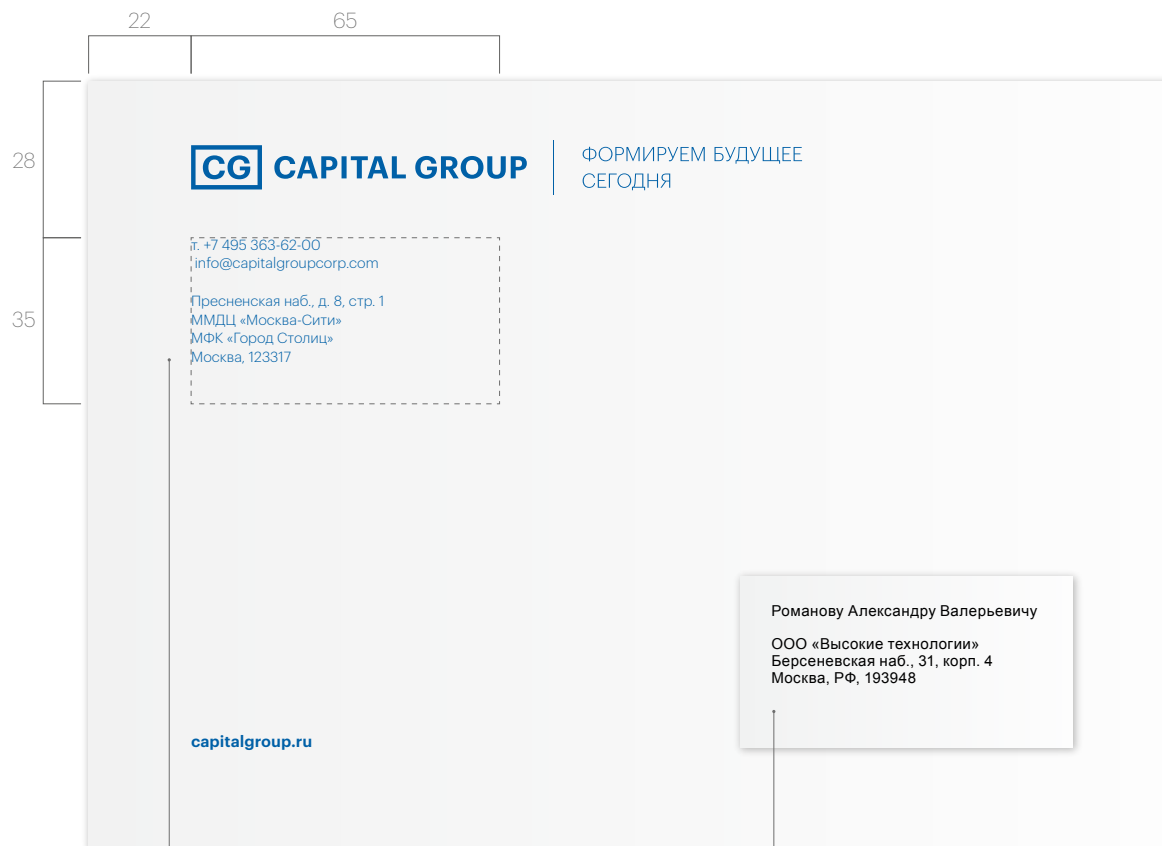 22
65
28
CG CAPITAL GROUP
ФОРМИРУЕМ БУДУЩЕЕ
СЕГОДНЯ
35
т. +7 495 363-62-00
info@capitalgroupcorp.com
Пресненская наб., д. 8, стр. 1
ММДЦ «Москва-Сити»
МФК «Город Столиц»
Москва, 123317
Романову Александру Валерьевичу
ООО «Высокие технологии»
Берсеневская наб., 31, корп. 4
Москва, РФ, 193948
capitalgroup.ru